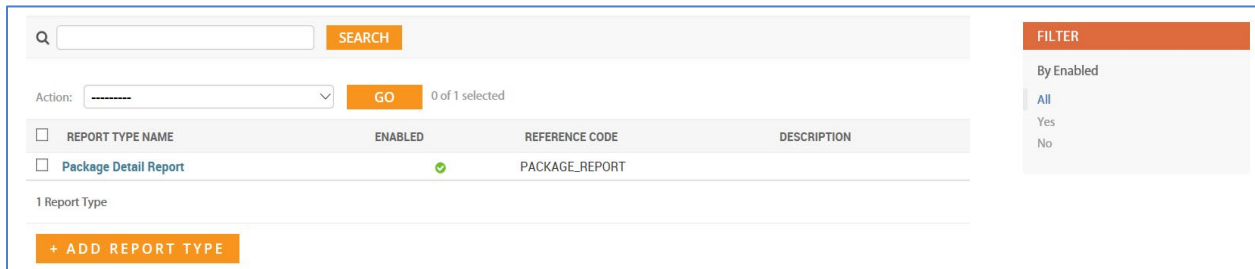 SEARCH
Action: --------- GO 0 of 1 selected
REPORT TYPE NAME ENABLED REFERENCE CODE DESCRIPTION
Package Detail Report PACKAGE_REPORT
1 Report Type
+ ADD REPORT TYPE
FILTER
By Enabled
All
Yes
No